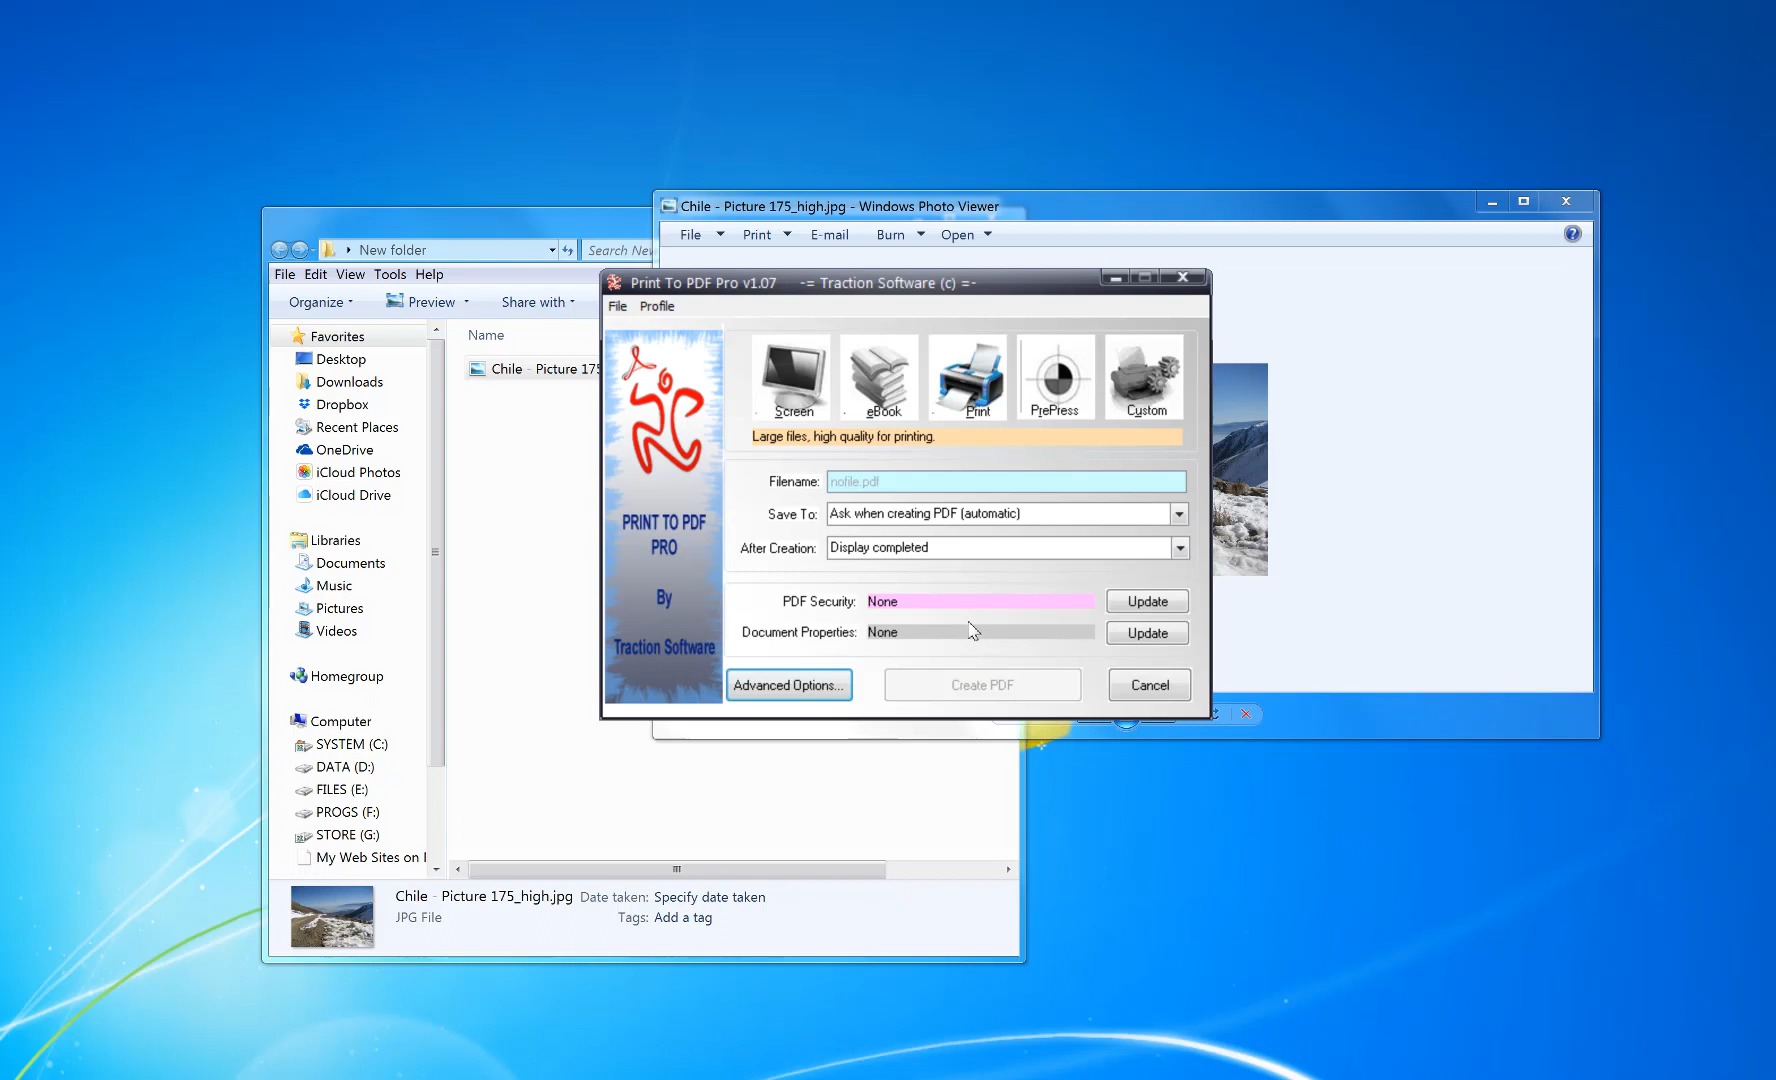 Chile - Picture 175_high.jpg - Windows Photo Viewer
File Print E-mail Burn Open
New folder
Search New
File Edit View Tools Help
Organize Preview Share with
Name
Chile - Picture 175
Favorites
Desktop
Downloads
Dropbox
Recent Places
OneDrive
iCloud Photos
iCloud Drive
Libraries
Documents
Music
Pictures
Videos
Homegroup
Computer
SYSTEM (C:)
DATA (D:)
FILES (E:)
PROGS (F:)
STORE (G:)
My Web Sites on
Chile - Picture 175_high.jpg
JPG File
Date taken: Specify date taken
Tags: Add a tag
Print To PDF Pro v1.07 -= Traction Software (c) =-
File Profile
PRINT TO PDF
PRO
By
Traction Software
Screen eBook Print PrePress Custom
Large files, high quality for printing.
Filename: nofile.pdf
Save To: Ask when creating PDF (automatic)
After Creation: Display completed
PDF Security: None Update
Document Properties: None Update
Advanced Options... Create PDF Cancel